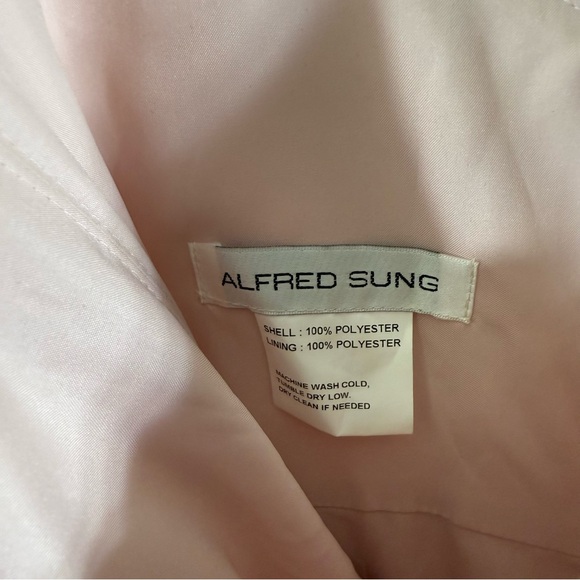 ALFRED SUNG
SHELL : 100% POLYESTER
LINING : 100% POLYESTER
MACHINE WASH COLD,
TUMBLE DRY LOW.
DRY CLEAN IF NEEDED